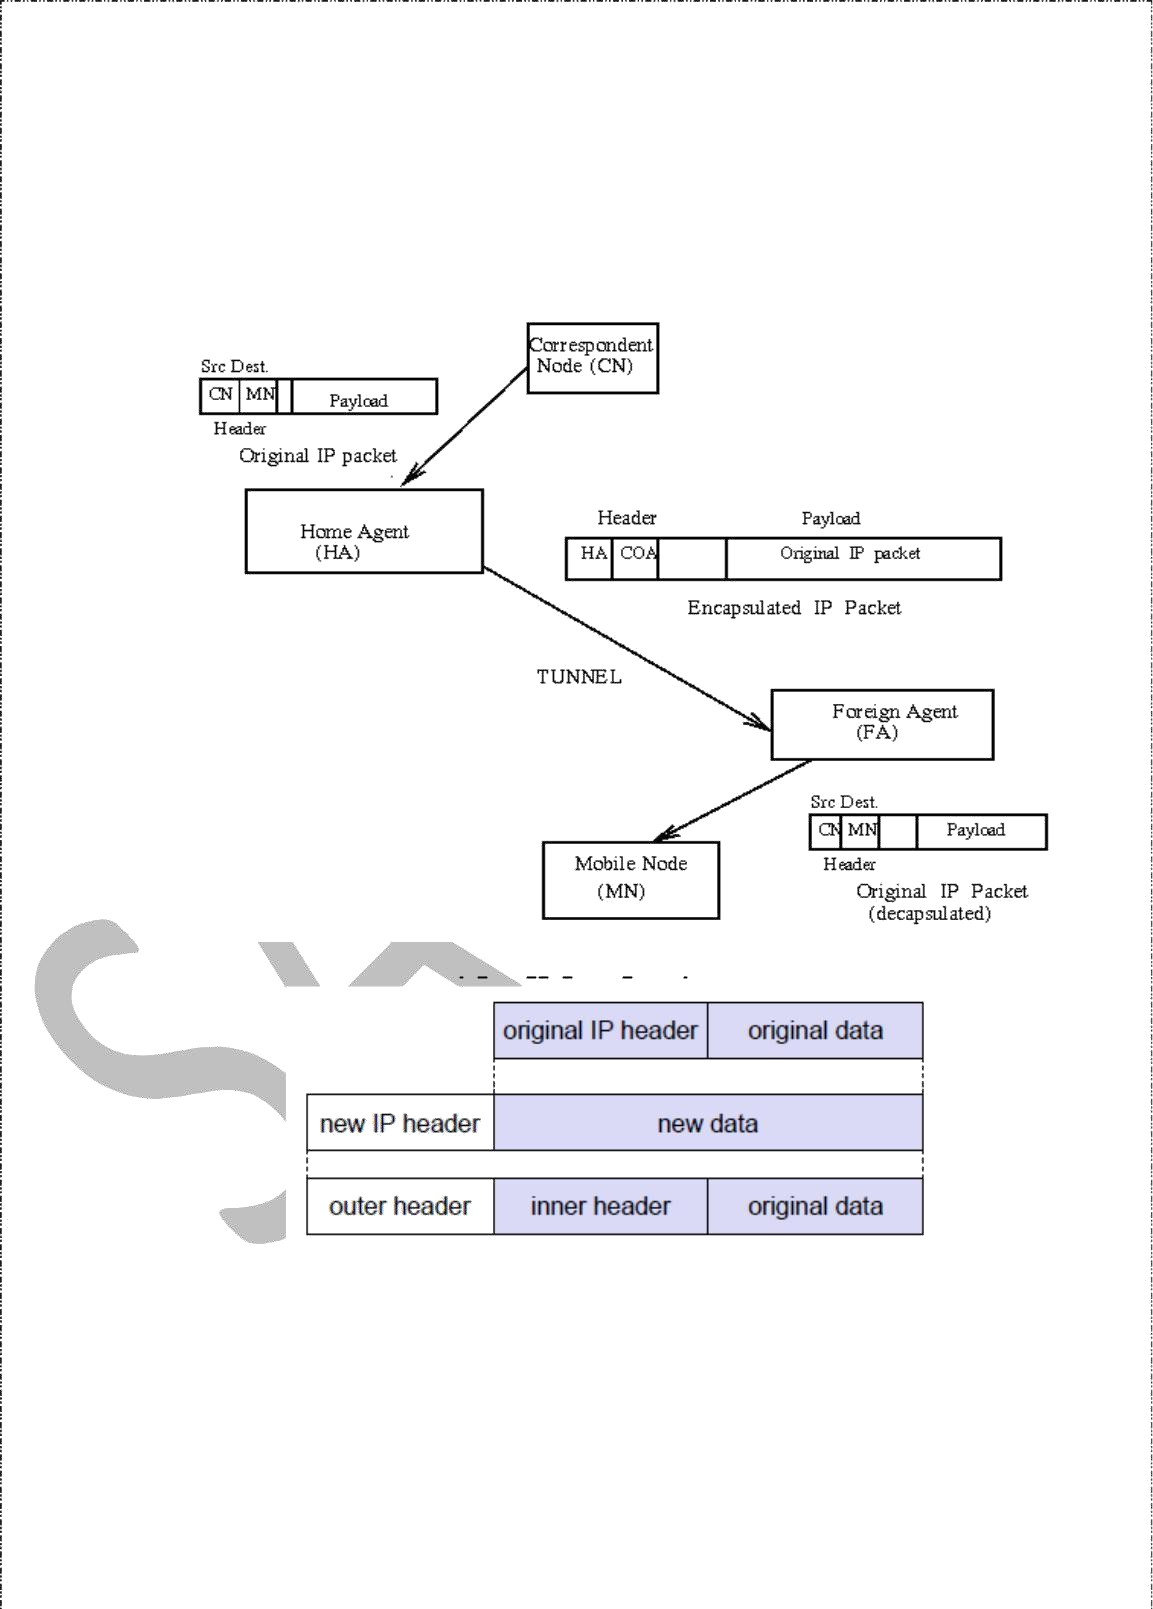 Correspondent
Node (CN)
Src Dest.
CN MN Payload
Header
Original IP packet
Home Agent
(HA)
Header Payload
HA COA Original IP packet
Encapsulated IP Packet
TUNNEL
Foreign Agent
(FA)
Src Dest.
CN MN Payload
Header
Original IP Packet
(decapsulated)
Mobile Node
(MN)
original IP header original data
new IP header new data
outer header inner header original data